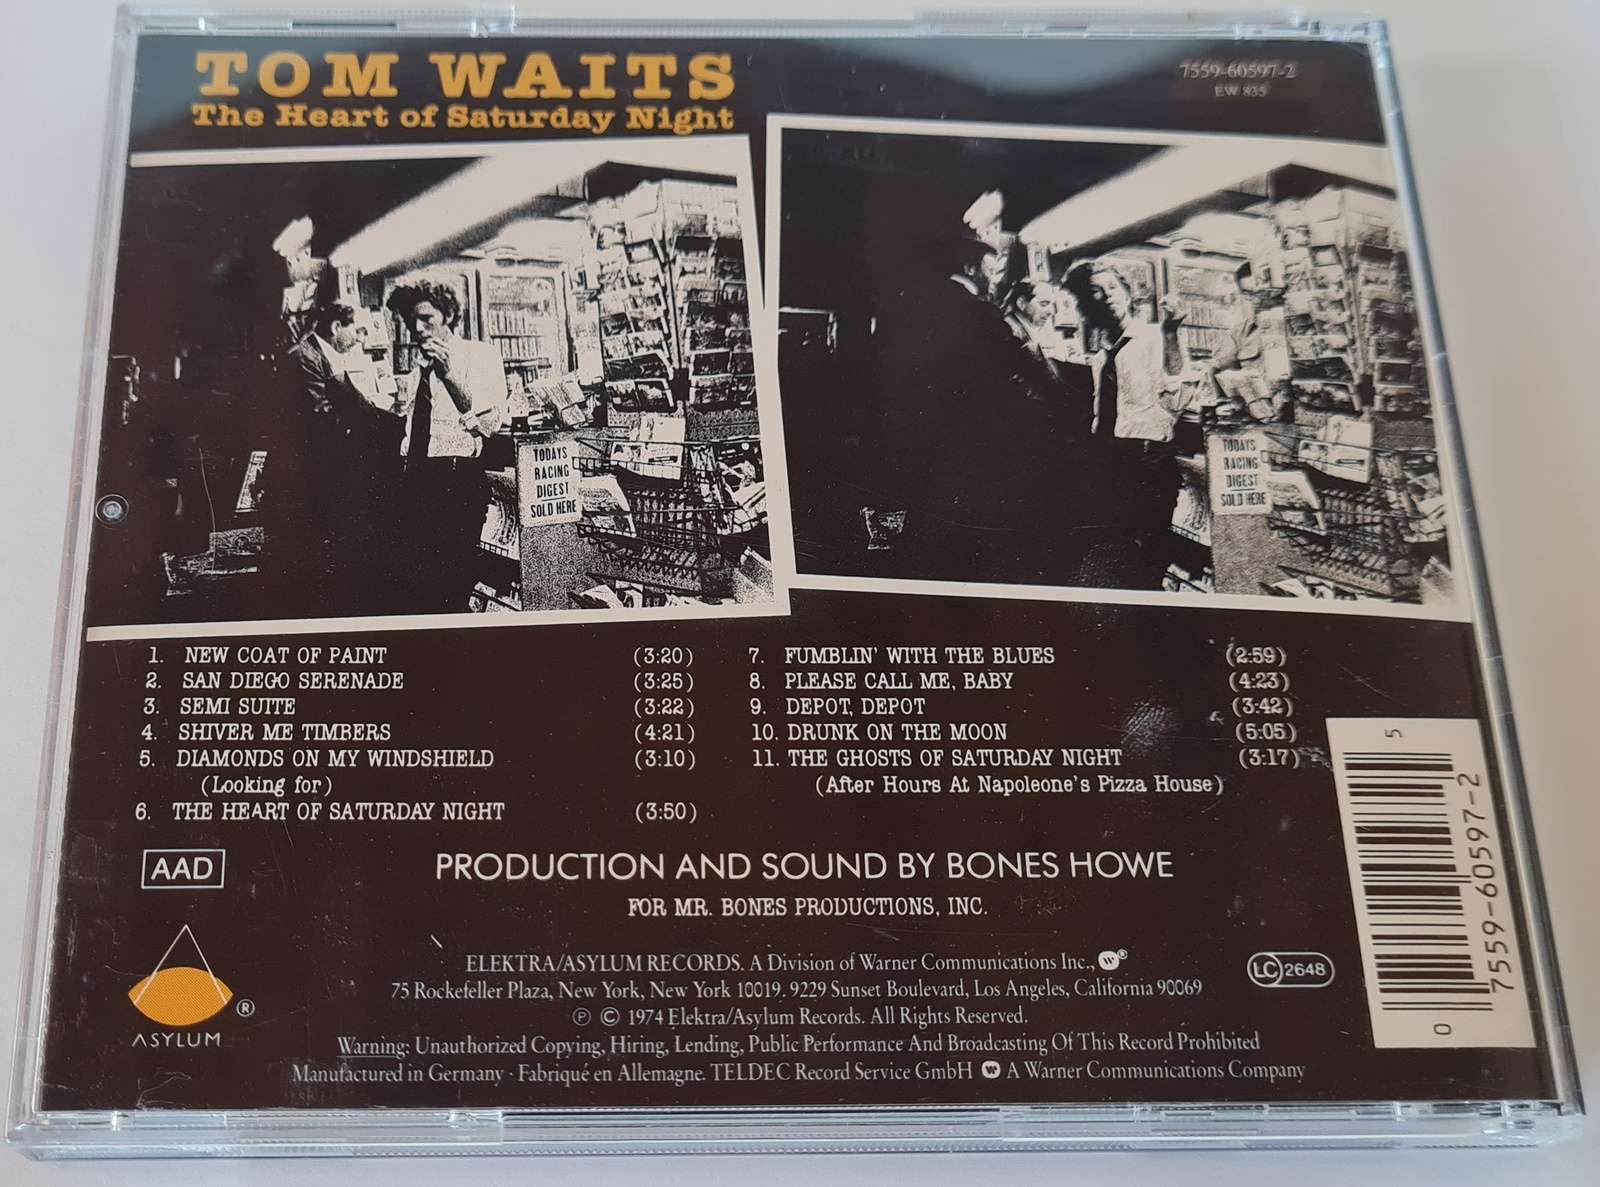 TOM WAITS
The Heart of Saturday Night
7559-60597-2
EW 835
TODAYS
RACING
DIGEST
SOLD HERE
TODAYS
RACING
DIGEST
SOLD HERE
1. NEW COAT OF PAINT (3:20)
2. SAN DIEGO SERENADE (3:25)
3. SEMI SUITE (3:22)
4. SHIVER ME TIMBERS (4:21)
5. DIAMONDS ON MY WINDSHIELD (3:10)
(Looking for)
6. THE HEART OF SATURDAY NIGHT (3:50)
7. FUMBLIN' WITH THE BLUES (2:59)
8. PLEASE CALL ME, BABY (4:23)
9. DEPOT, DEPOT (3:42)
10. DRUNK ON THE MOON (5:05)
11. THE GHOSTS OF SATURDAY NIGHT (3:17)
(After Hours At Napoleone's Pizza House)
5
7559-60597-2
0
AAD
PRODUCTION AND SOUND BY BONES HOWE
FOR MR. BONES PRODUCTIONS, INC.
ASYLUM ®
ELEKTRA/ASYLUM RECORDS. A Division of Warner Communications Inc., ®
LC 2648
75 Rockefeller Plaza, New York, New York 10019. 9229 Sunset Boulevard, Los Angeles, California 90069
℗ © 1974 Elektra/Asylum Records. All Rights Reserved.
Warning: Unauthorized Copying, Hiring, Lending, Public Performance And Broadcasting Of This Record Prohibited
Manufactured in Germany · Fabriqué en Allemagne. TELDEC Record Service GmbH A Warner Communications Company